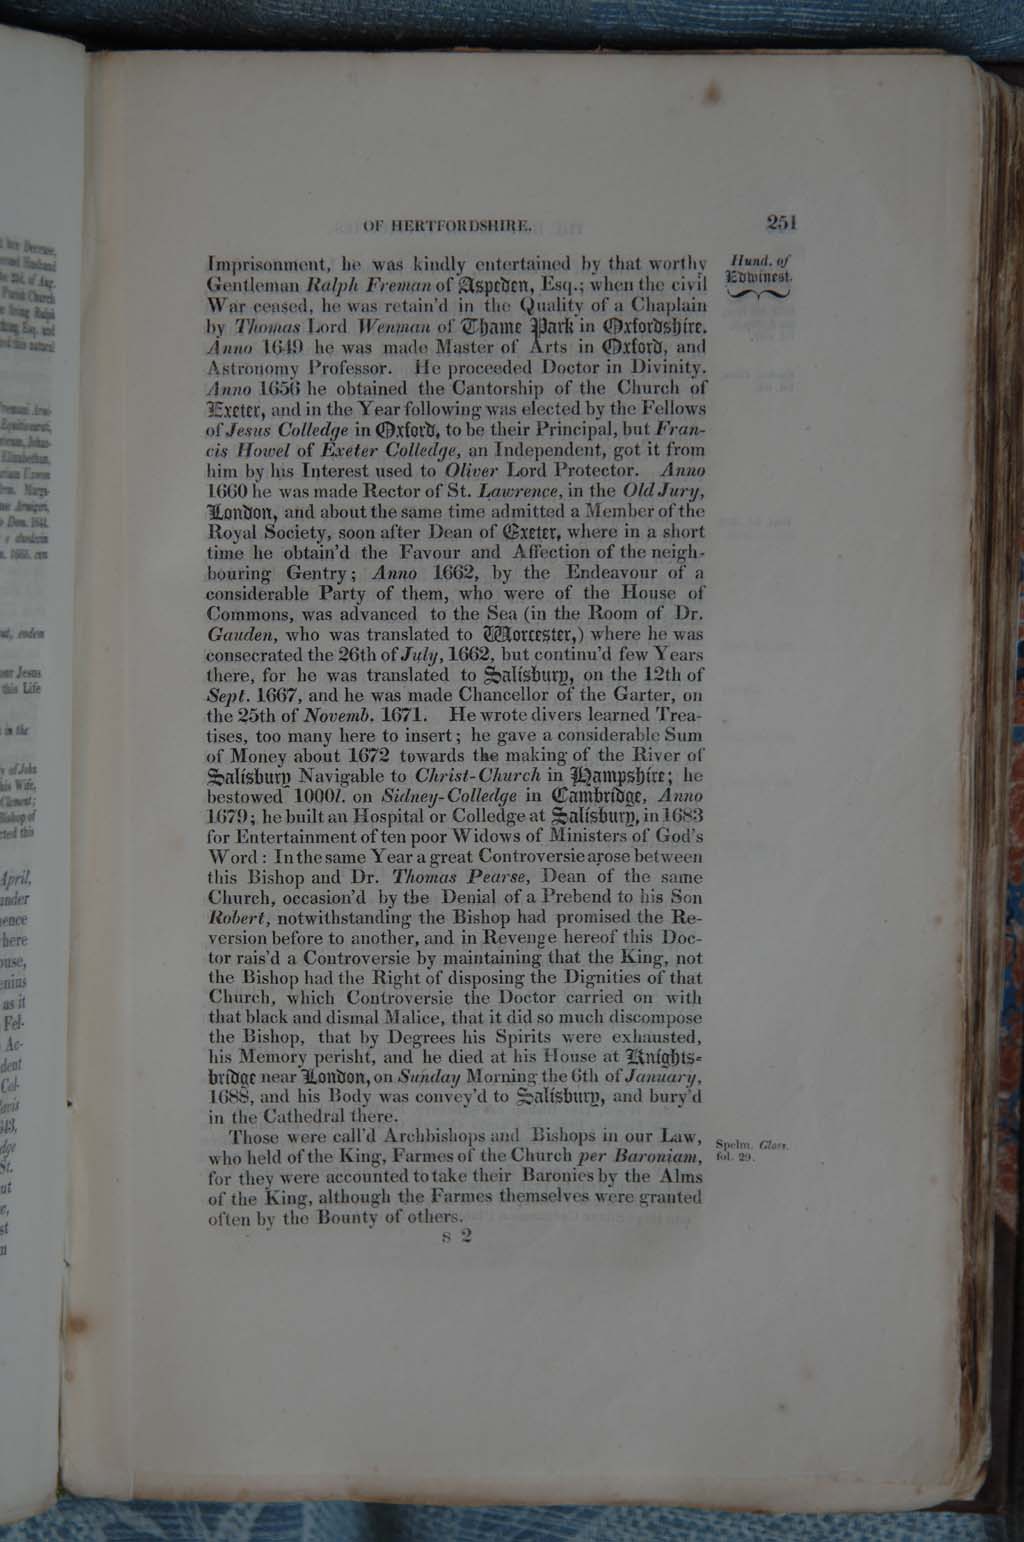 OF HERTFORDSHIRE. 251
Imprisonment, he was kindly entertained by that worthy
Gentleman Ralph Freman of Aspeden, Esq.; when the civil
War ceased, he was retain'd in the Quality of a Chaplain
by Thomas Lord Wenman of Thame Park in Oxfordshire.
Anno 1649 he was made Master of Arts in Oxford, and
Astronomy Professor. He proceeded Doctor in Divinity.
Anno 1656 he obtained the Cantorship of the Church of
Exeter, and in the Year following was elected by the Fellows
of Jesus Colledge in Oxford, to be their Principal, but Fran-
cis Howel of Exeter Colledge, an Independent, got it from
him by his Interest used to Oliver Lord Protector. Anno
1660 he was made Rector of St. Lawrence, in the Old Jury,
London, and about the same time admitted a Member of the
Royal Society, soon after Dean of Exeter, where in a short
time he obtain'd the Favour and Affection of the neigh-
bouring Gentry; Anno 1662, by the Endeavour of a
considerable Party of them, who were of the House of
Commons, was advanced to the Sea (in the Room of Dr.
Gauden, who was translated to Worcester,) where he was
consecrated the 26th of July, 1662, but continu'd few Years
there, for he was translated to Salisbury, on the 12th of
Sept. 1667, and he was made Chancellor of the Garter, on
the 25th of Novemb. 1671. He wrote divers learned Trea-
tises, too many here to insert; he gave a considerable Sum
of Money about 1672 towards the making of the River of
Salisbury Navigable to Christ-Church in Hampshire; he
bestowed 1000l. on Sidney-Colledge in Cambridge, Anno
1679; he built an Hospital or Colledge at Salisbury, in 1683
for Entertainment of ten poor Widows of Ministers of God's
Word: In the same Year a great Controversie arose between
this Bishop and Dr. Thomas Pearse, Dean of the same
Church, occasion'd by the Denial of a Prebend to his Son
Robert, notwithstanding the Bishop had promised the Re-
version before to another, and in Revenge hereof this Doc-
tor rais'd a Controversie by maintaining that the King, not
the Bishop had the Right of disposing the Dignities of that
Church, which Controversie the Doctor carried on with
that black and dismal Malice, that it did so much discompose
the Bishop, that by Degrees his Spirits were exhausted,
his Memory perisht, and he died at his House at Knights-
bridge near London, on Sunday Morning the 6th of January,
1688, and his Body was convey'd to Salisbury, and bury'd
in the Cathedral there.
Those were call'd Archbishops and Bishops in our Law,
who held of the King, Farmes of the Church per Baroniam,
for they were accounted to take their Baronies by the Alms
of the King, although the Farmes themselves were granted
often by the Bounty of others.
S 2
Hund. of
Edwinest.
Spelm. Gloss.
fol. 29.